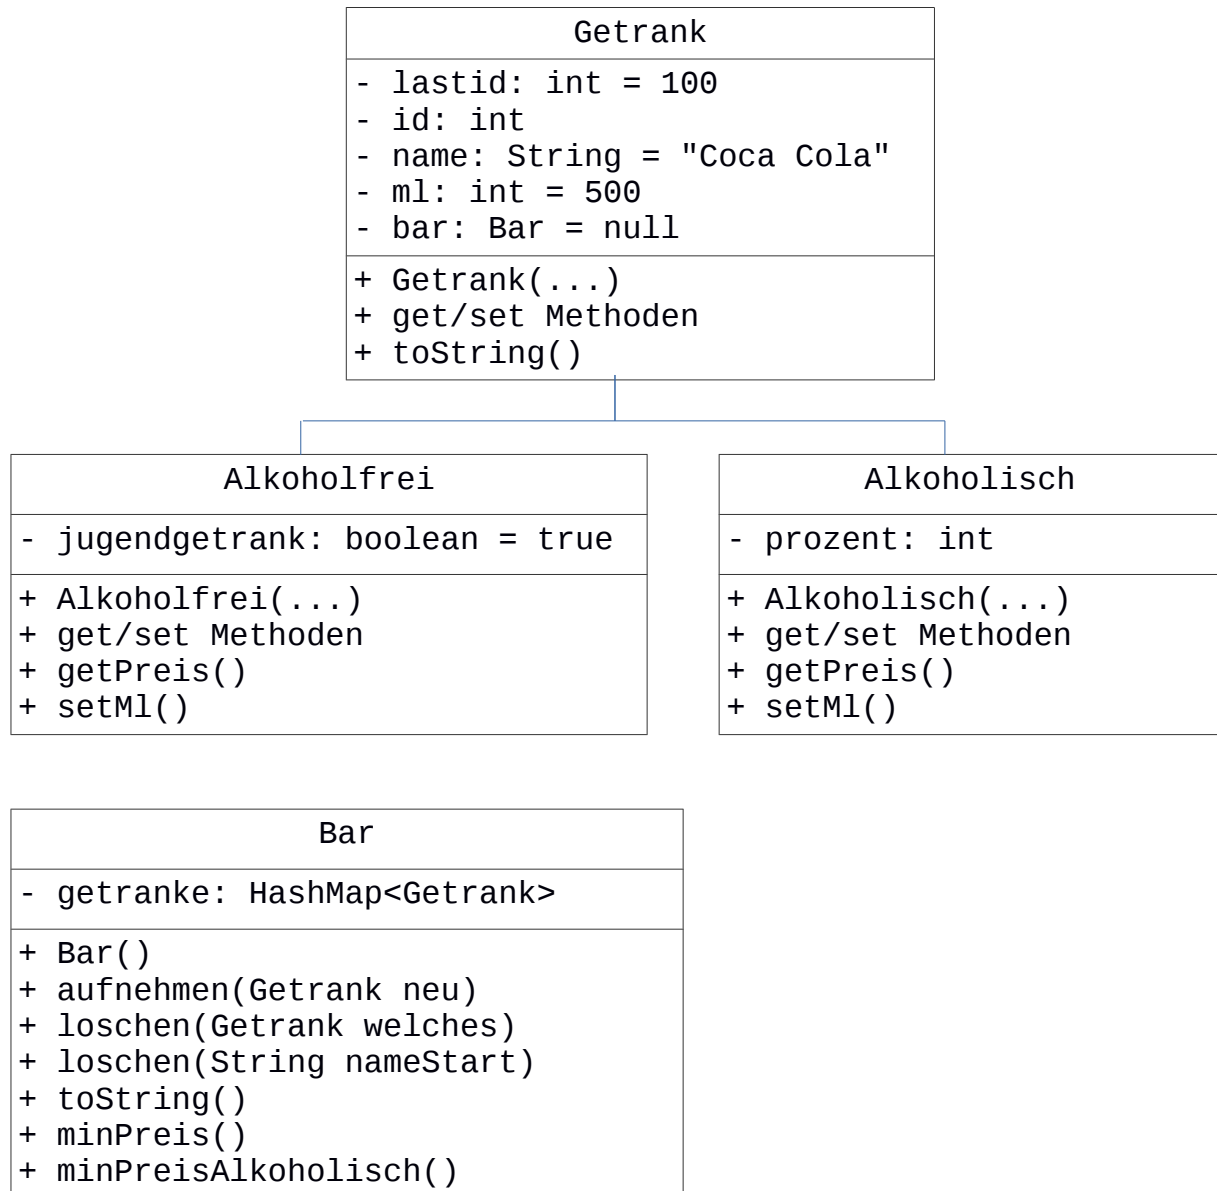 Getrank
- lastid: int = 100
- id: int
- name: String = "Coca Cola"
- ml: int = 500
- bar: Bar = null
+ Getrank(...)
+ get/set Methoden
+ toString()
Alkoholfrei
- jugendgetrank: boolean = true
+ Alkoholfrei(...)
+ get/set Methoden
+ getPreis()
+ setMl()
Alkoholisch
- prozent: int
+ Alkoholisch(...)
+ get/set Methoden
+ getPreis()
+ setMl()
Bar
- getranke: HashMap<Getrank>
+ Bar()
+ aufnehmen(Getrank neu)
+ loschen(Getrank welches)
+ loschen(String nameStart)
+ toString()
+ minPreis()
+ minPreisAlkoholisch()